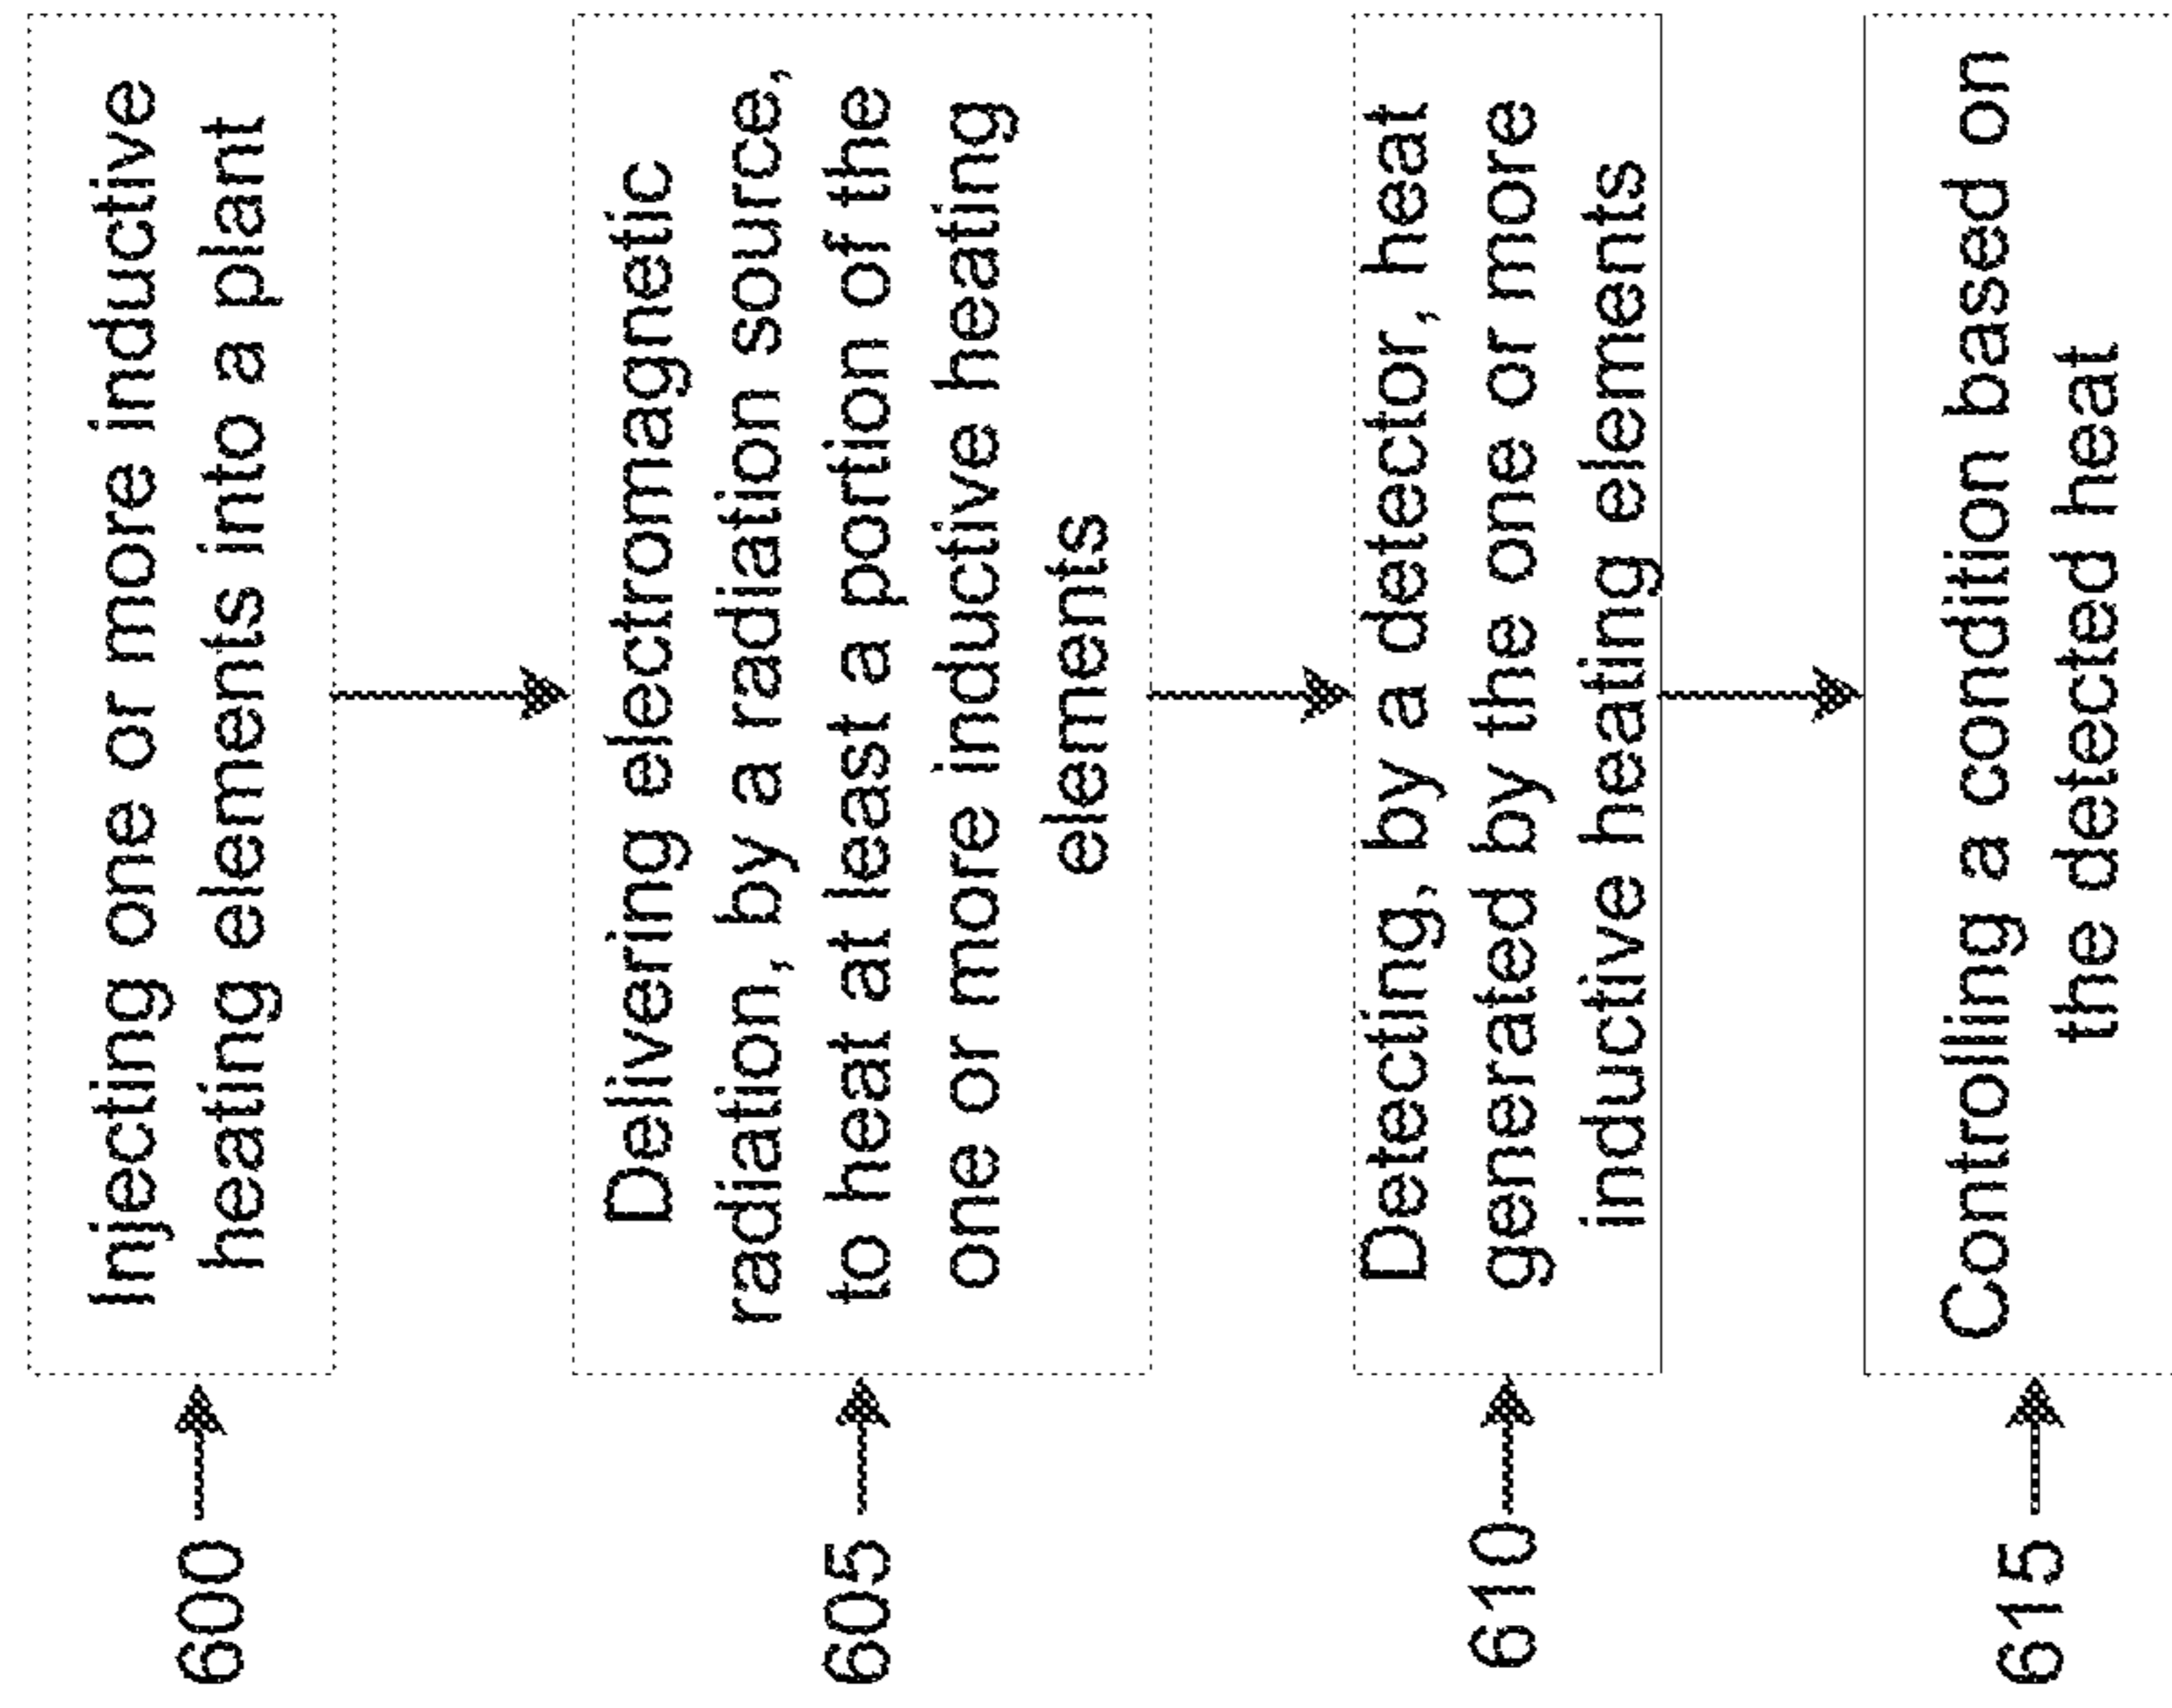 600
Injecting one or more inductive
heating elements into a plant
605
Delivering electromagnetic
radiation, by a radiation source,
to heat at least a portion of the
one or more inductive heating
elements
610
Detecting, by a detector, heat
generated by the one or more
inductive heating elements
615
Controlling a condition based on
the detected heat